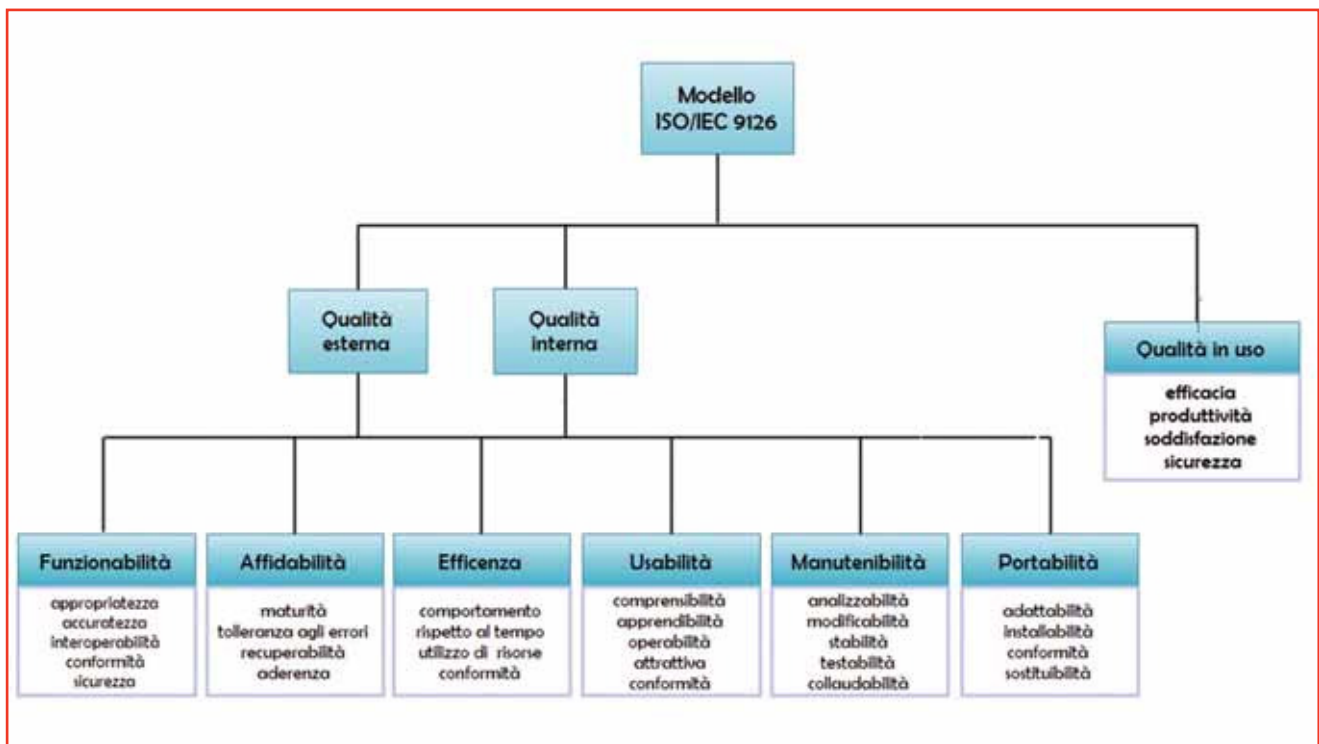 Modello
ISO/IEC 9126
Qualità
esterna
Qualità
interna
Qualità in uso
efficacia
produttività
soddisfazione
sicurezza
Funzionabilità
appropriatezza
accuratezza
interoperabilità
conformità
sicurezza
Affidabilità
maturità
tolleranza agli errori
recuperabilità
aderenza
Efficenza
comportamento
rispetto al tempo
utilizzo di risorse
conformità
Usabilità
comprensibilità
apprendibilità
operabilità
attrattiva
conformità
Manutenibilità
analizzabilità
modificabilità
stabilità
testabilità
collaudabilità
Portabilità
adattabilità
installabilità
conformità
sostituibilità